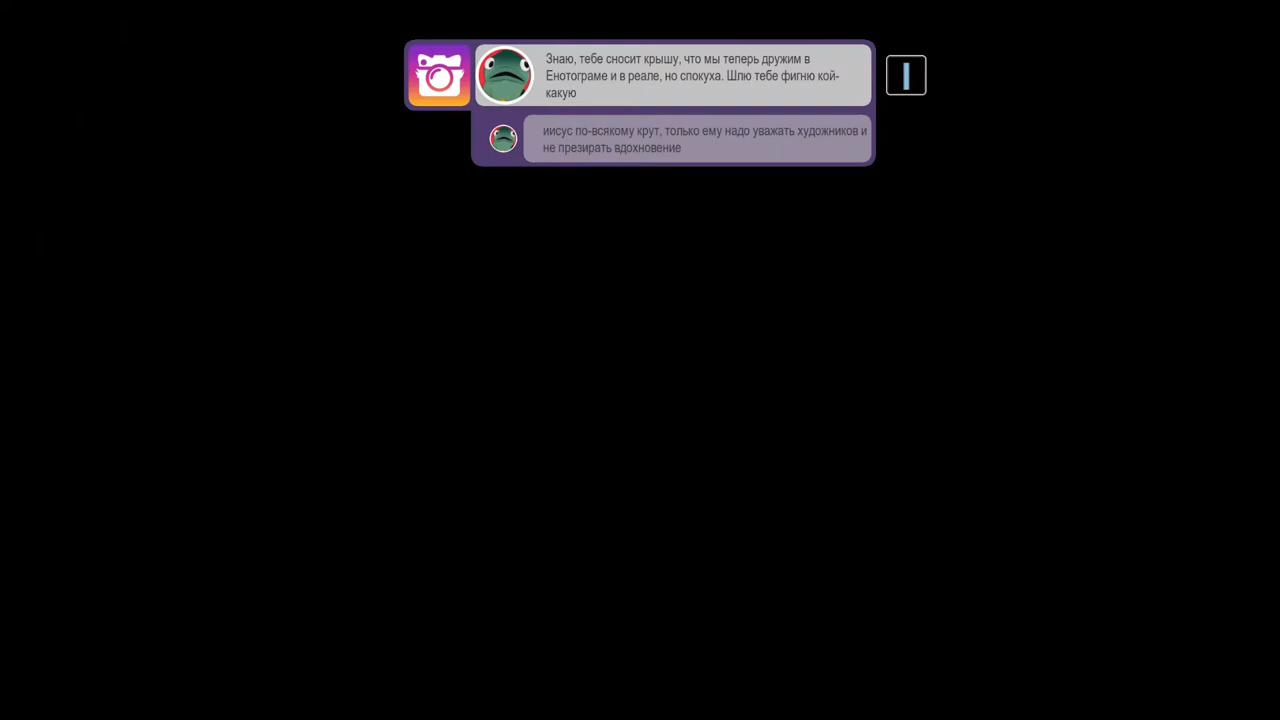 Знаю, тебе сносит крышу, что мы теперь дружим в
Енотограме и в реале, но спокуха. Шлю тебе фигню кой-
какую
иисус по-всякому крут, только ему надо уважать художников и
не презирать вдохновение